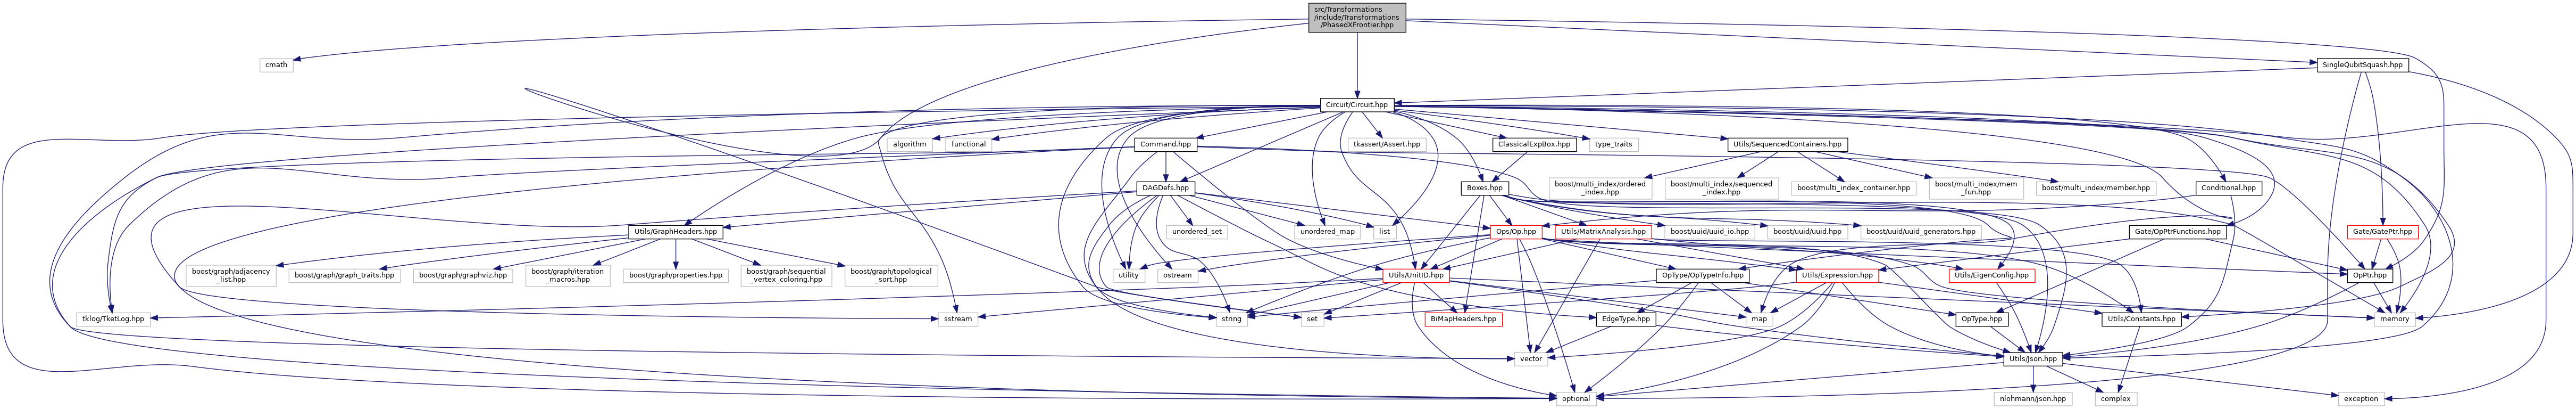 src/Transformations
/include/Transformations
/PhasedXFrontier.hpp
cmath
SingleQubitSquash.hpp
Circuit/Circuit.hpp
algorithm
functional
Command.hpp
tkassert/Assert.hpp
ClassicalExpBox.hpp
type_traits
Utils/SequencedContainers.hpp
DAGDefs.hpp
Boxes.hpp
boost/multi_index/ordered
_index.hpp
boost/multi_index/sequenced
_index.hpp
boost/multi_index_container.hpp
boost/multi_index/mem
_fun.hpp
boost/multi_index/member.hpp
Conditional.hpp
Utils/GraphHeaders.hpp
unordered_set
unordered_map
list
Ops/Op.hpp
Utils/MatrixAnalysis.hpp
boost/uuid/uuid_io.hpp
boost/uuid/uuid.hpp
boost/uuid/uuid_generators.hpp
Gate/OpPtrFunctions.hpp
Gate/GatePtr.hpp
boost/graph/adjacency
_list.hpp
boost/graph/graph_traits.hpp
boost/graph/graphviz.hpp
boost/graph/iteration
_macros.hpp
boost/graph/properties.hpp
boost/graph/sequential
_vertex_coloring.hpp
boost/graph/topological
_sort.hpp
utility
ostream
Utils/UnitID.hpp
OpType/OpTypeInfo.hpp
Utils/Expression.hpp
Utils/EigenConfig.hpp
OpPtr.hpp
tklog/TketLog.hpp
sstream
string
set
BiMapHeaders.hpp
EdgeType.hpp
map
OpType.hpp
Utils/Constants.hpp
memory
vector
Utils/Json.hpp
optional
nlohmann/json.hpp
complex
exception